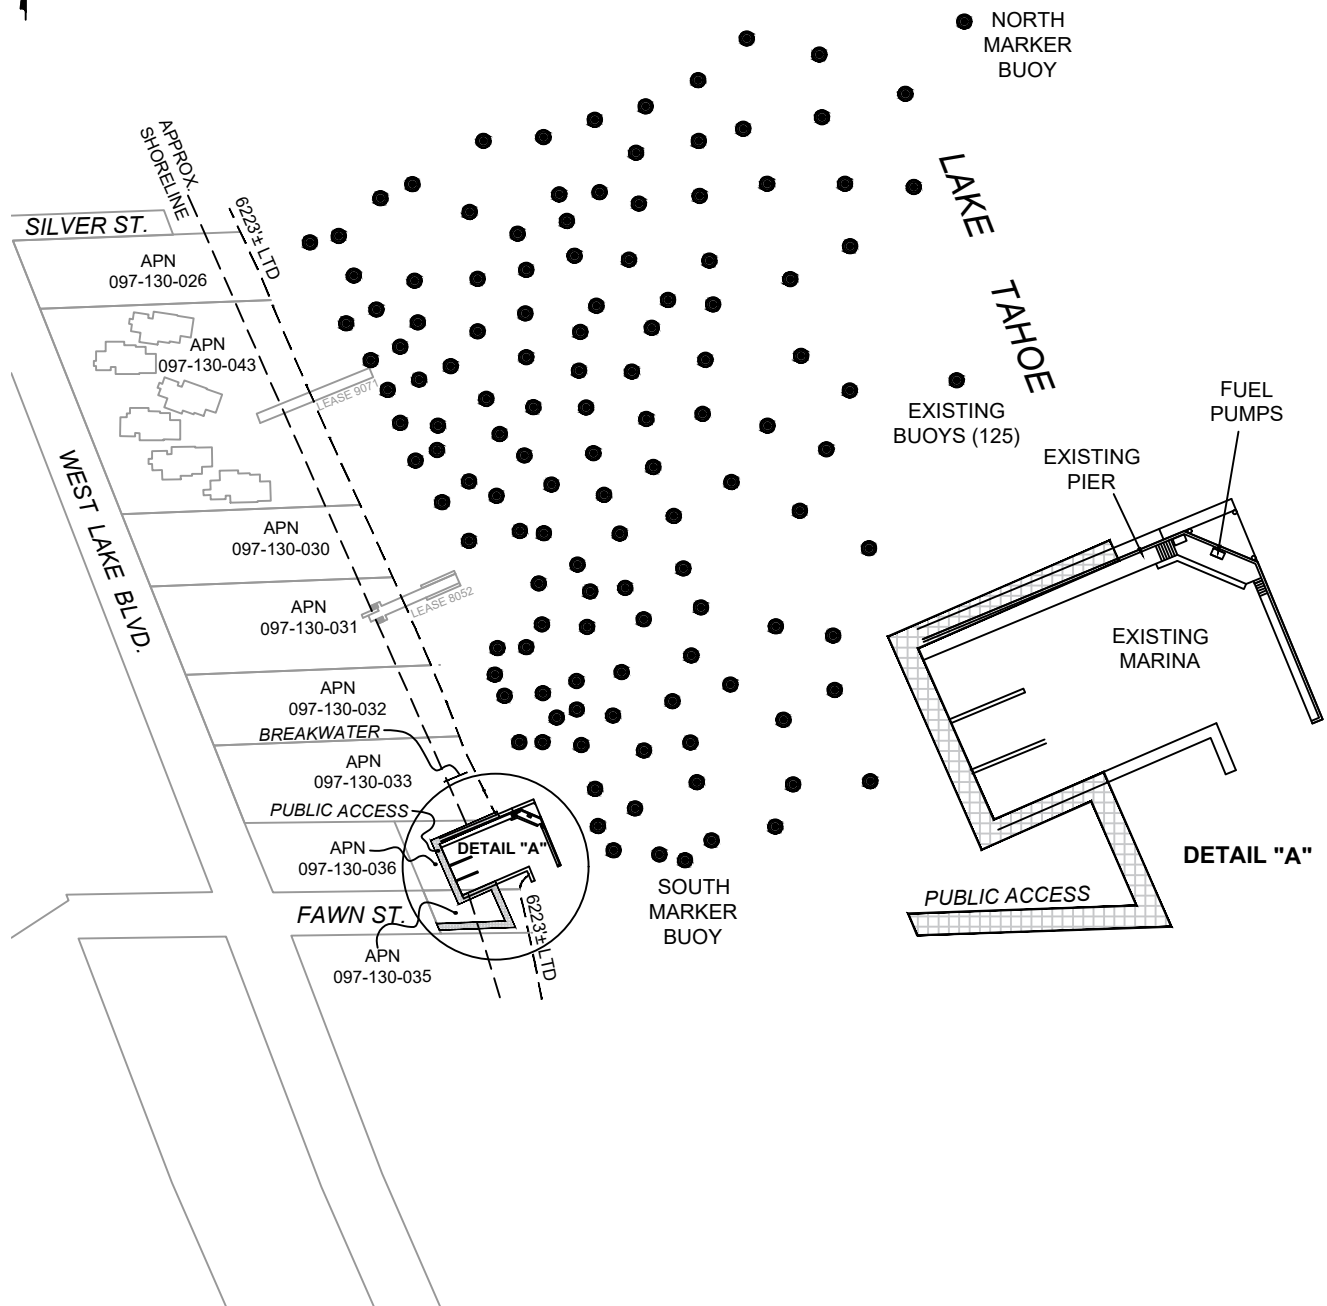 NORTH
MARKER
BUOY
APPROX.
SHORELINE
6223'± LTD
LAKE
TAHOE
SILVER ST.
APN
097-130-026
APN
097-130-043
LEASE 9071
EXISTING
BUOYS (125)
FUEL
PUMPS
EXISTING
PIER
WEST LAKE BLVD.
APN
097-130-030
APN
097-130-031
LEASE 8052
EXISTING
MARINA
APN
097-130-032
BREAKWATER
APN
097-130-033
PUBLIC ACCESS
APN
097-130-036
DETAIL "A"
DETAIL "A"
SOUTH
MARKER
BUOY
PUBLIC ACCESS
FAWN ST.
6223'± LTD
APN
097-130-035